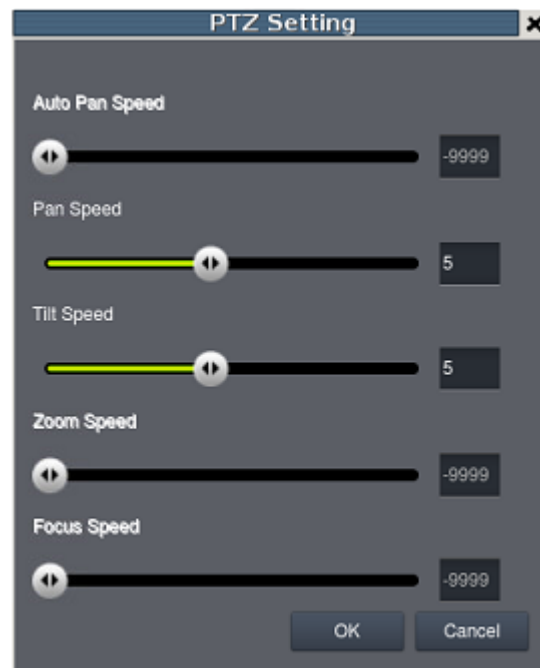 PTZ Setting
Auto Pan Speed
-9999
Pan Speed
5
Tilt Speed
5
Zoom Speed
-9999
Focus Speed
-9999
OK Cancel